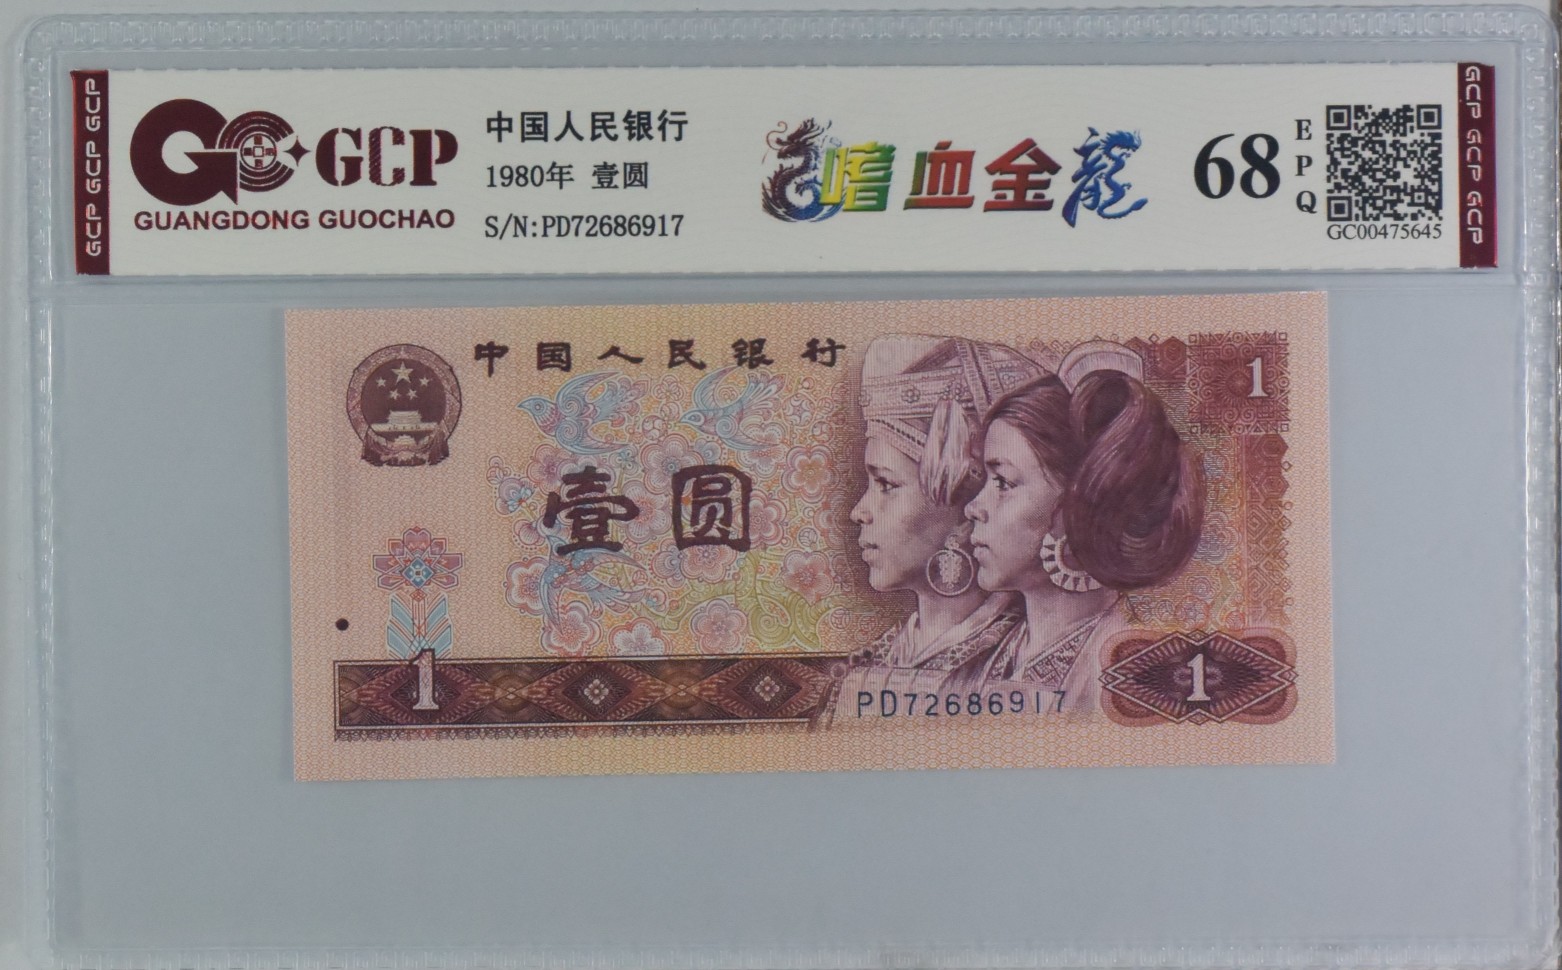 GCP GCP GCP
GCP
GUANGDONG GUOCHAO
中国人民银行
1980年 壹圆
S/N:PD72686917
嗜血金龍
68
EPQ
GC00475645
GCP GCP GCP
中国人民银行
1
壹圆
1
PD72686917
1